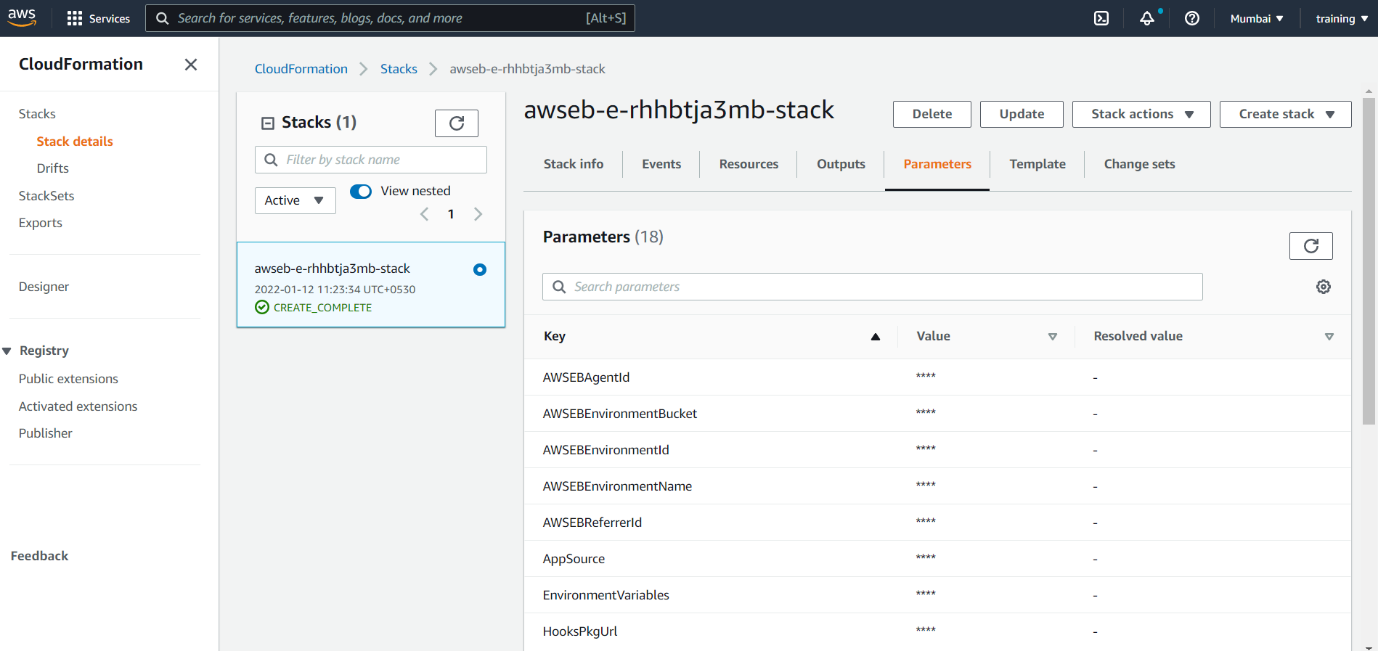 aws
Services
Search for services, features, blogs, docs, and more
[Alt+S]
Mumbai
training
CloudFormation
Stacks
Stack details
Drifts
StackSets
Exports
Designer
Registry
Public extensions
Activated extensions
Publisher
Feedback
CloudFormation
Stacks
awseb-e-rhhbtja3mb-stack
Stacks (1)
Filter by stack name
Active
View nested
1
awseb-e-rhhbtja3mb-stack
2022-01-12 11:23:34 UTC+0530
CREATE_COMPLETE
awseb-e-rhhbtja3mb-stack
Delete
Update
Stack actions
Create stack
Stack info
Events
Resources
Outputs
Parameters
Template
Change sets
Parameters (18)
Search parameters
Key Value Resolved value
AWSEBAgentId **** -
AWSEBEnvironmentBucket **** -
AWSEBEnvironmentId **** -
AWSEBEnvironmentName **** -
AWSEBReferrerId **** -
AppSource **** -
EnvironmentVariables **** -
HooksPkgUrl **** -